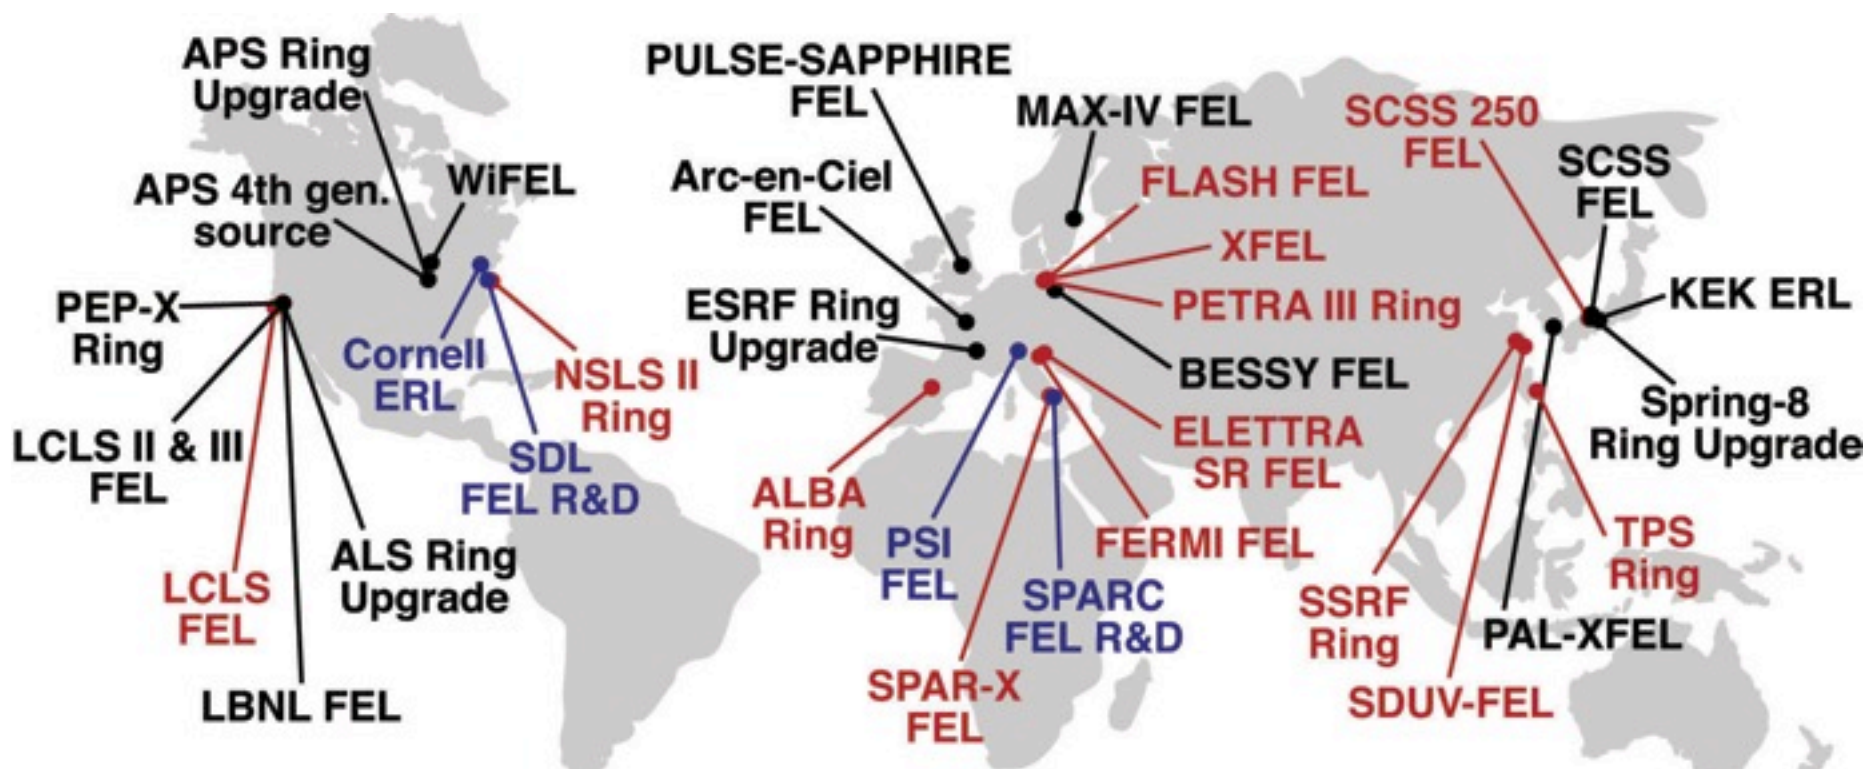 APS Ring
Upgrade
APS 4th gen.
source
WiFEL
PEP-X
Ring
Cornell
ERL
NSLS II
Ring
LCLS II & III
FEL
SDL
FEL R&D
LCLS
FEL
ALS Ring
Upgrade
LBNL FEL
PULSE-SAPPHIRE
FEL
MAX-IV FEL
Arc-en-Ciel
FEL
FLASH FEL
XFEL
ESRF Ring
Upgrade
PETRA III Ring
BESSY FEL
ELETTRA
SR FEL
ALBA
Ring
PSI
FEL
FERMI FEL
SPARC
FEL R&D
SPAR-X
FEL
SCSS 250
FEL
SCSS
FEL
KEK ERL
Spring-8
Ring Upgrade
TPS
Ring
SSRF
Ring
PAL-XFEL
SDUV-FEL